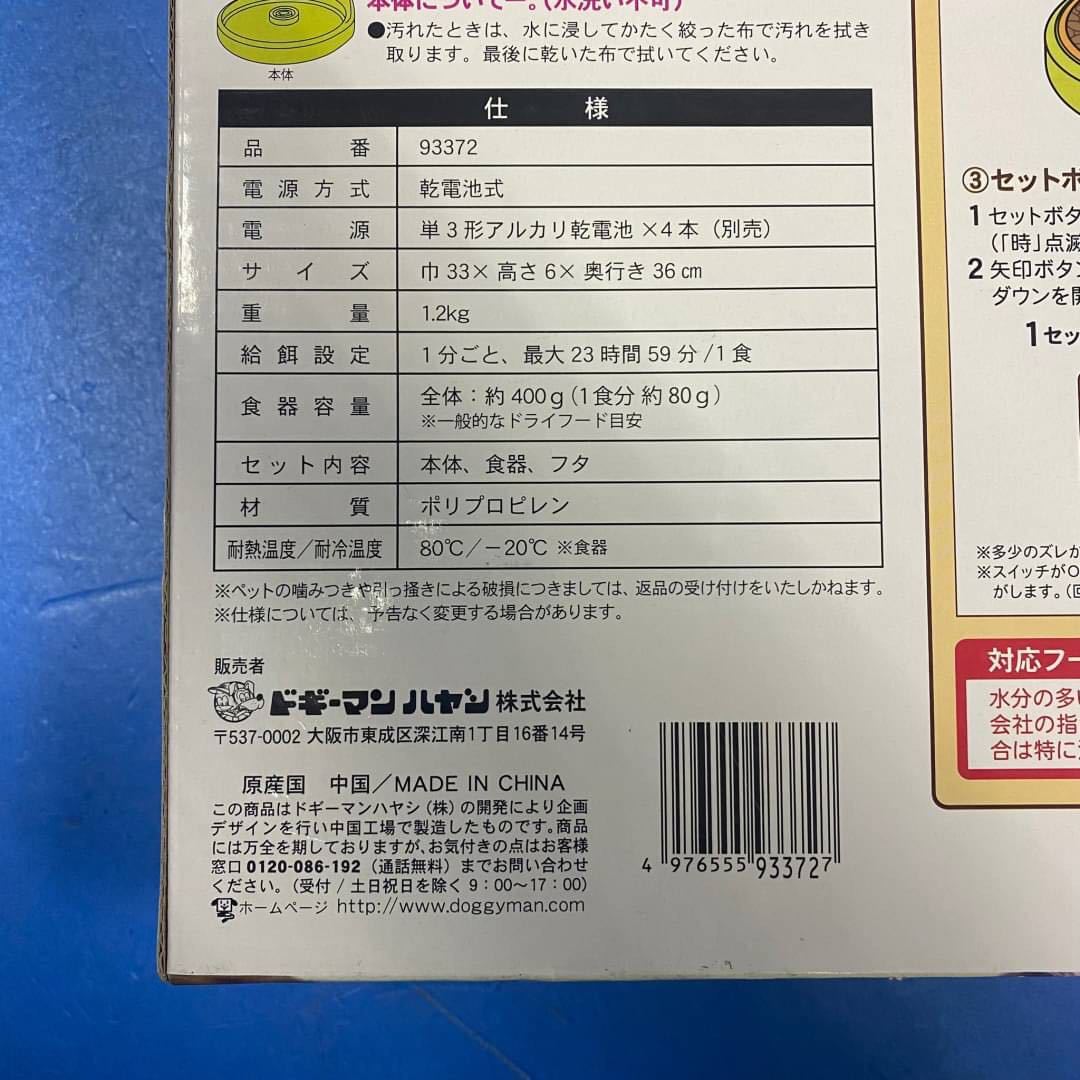 本体について―。(水洗い不可)
●汚れたときは、水に浸してかたく絞った布で汚れを拭き
取ります。最後に乾いた布で拭いてください。
本体
仕 様
品番 93372
電源方式 乾電池式
電源 単3形アルカリ乾電池×4本(別売)
サイズ 巾33×高さ6×奥行き36㎝
重量 1.2kg
給餌設定 1分ごと、最大23時間59分/1食
食器容量 全体:約400g(1食分 約80g)
※一般的なドライフード目安
セット内容 本体、食器、フタ
材質 ポリプロピレン
耐熱温度/耐冷温度 80℃/-20℃ ※食器
※ペットの噛みつきや引っ掻きによる破損につきましては、返品の受け付けをいたしかねます。
※仕様については、予告なく変更する場合があります。
販売者
ドギーマンハヤシ株式会社
〒537-0002 大阪市東成区深江南1丁目16番14号
原産国 中国/MADE IN CHINA
この商品はドギーマンハヤシ(株)の開発により企画
デザインを行い中国工場で製造したものです。商品
には万全を期しておりますが、お気付きの点はお客様
窓口0120-086-192(通話無料)までお問い合わせ
ください。(受付/土日祝日を除く9:00〜17:00)
ホームページ http://www.doggyman.com
4 976555 933727
③セットボ
1 セットボタ
(「時」点滅
2 矢印ボタン
ダウンを開
1セッ
※多少のズレが
※スイッチがO
がします。(回
対応フー
水分の多い
会社の指
合は特に